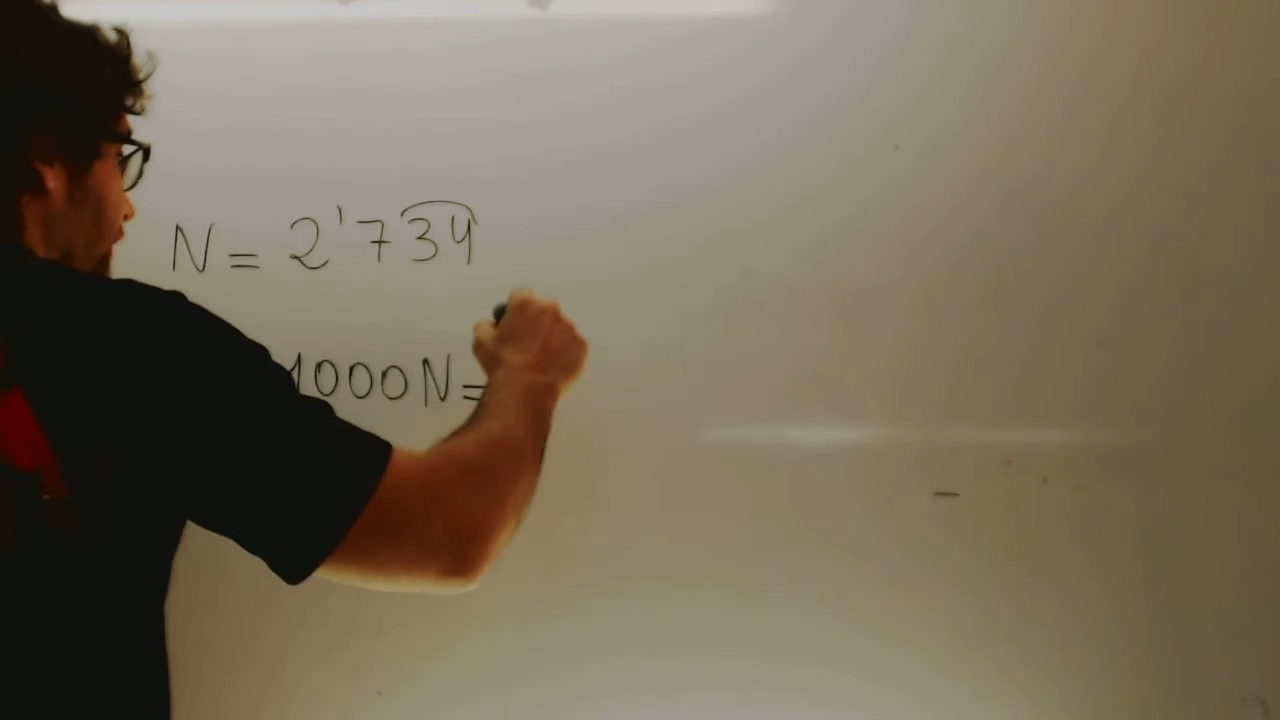 N = 2'734
1000N=